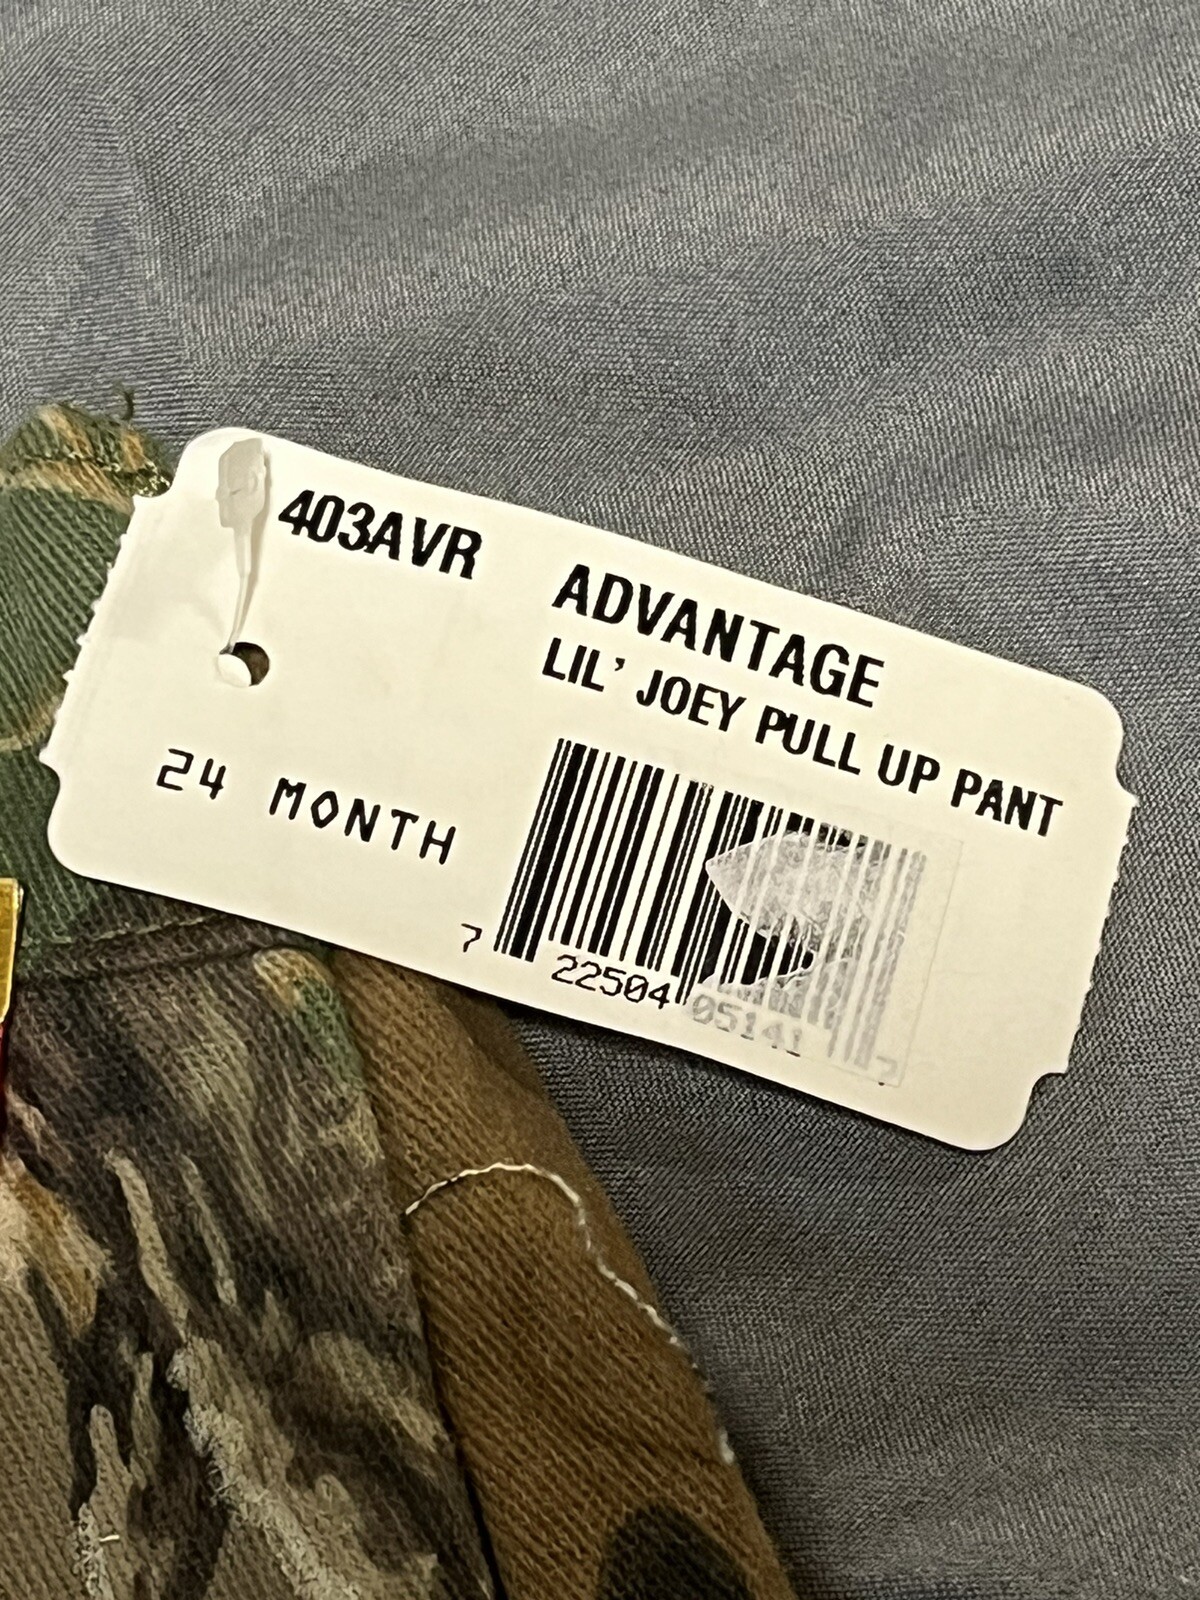 403AVR ADVANTAGE
LIL' JOEY PULL UP PANT
24 MONTH
7 22504 05141 7